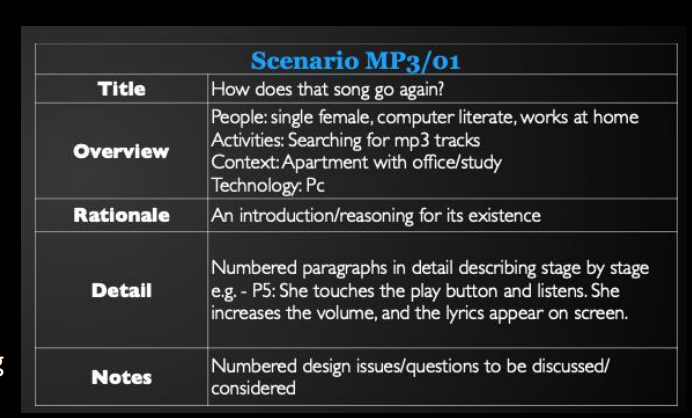 Scenario MP3/01
Title
How does that song go again?
Overview
People: single female, computer literate, works at home
Activities: Searching for mp3 tracks
Context: Apartment with office/study
Technology: Pc
Rationale
An introduction/reasoning for its existence
Detail
Numbered paragraphs in detail describing stage by stage
e.g. - P5: She touches the play button and listens. She
increases the volume, and the lyrics appear on screen.
Notes
Numbered design issues/questions to be discussed/
considered